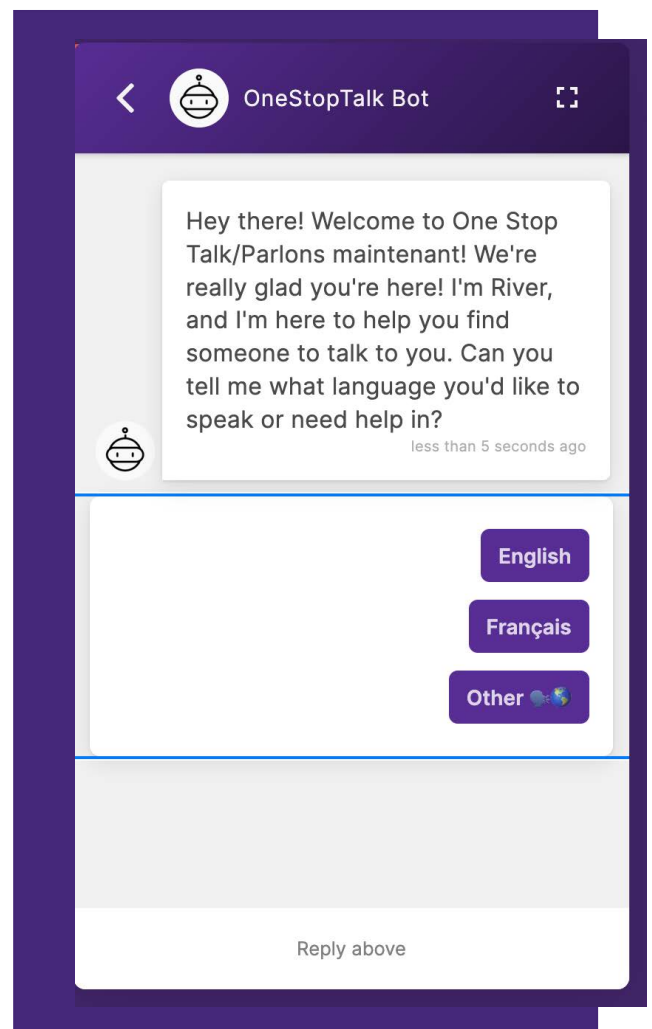 OneStopTalk Bot
Hey there! Welcome to One Stop
Talk/Parlons maintenant! We're
really glad you're here! I'm River,
and I'm here to help you find
someone to talk to you. Can you
tell me what language you'd like to
speak or need help in?
less than 5 seconds ago
English
Français
Other 🗣️🌎
Reply above